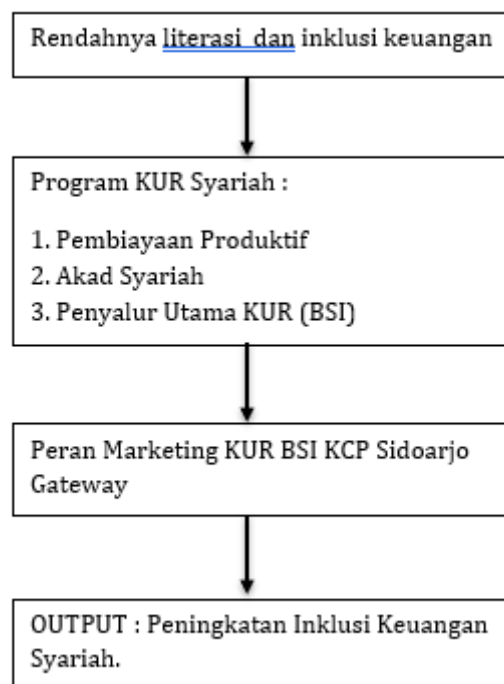 Rendahnya literasi dan inklusi keuangan
Program KUR Syariah :
1. Pembiayaan Produktif
2. Akad Syariah
3. Penyalur Utama KUR (BSI)
Peran Marketing KUR BSI KCP Sidoarjo
Gateway
OUTPUT : Peningkatan Inklusi Keuangan
Syariah.